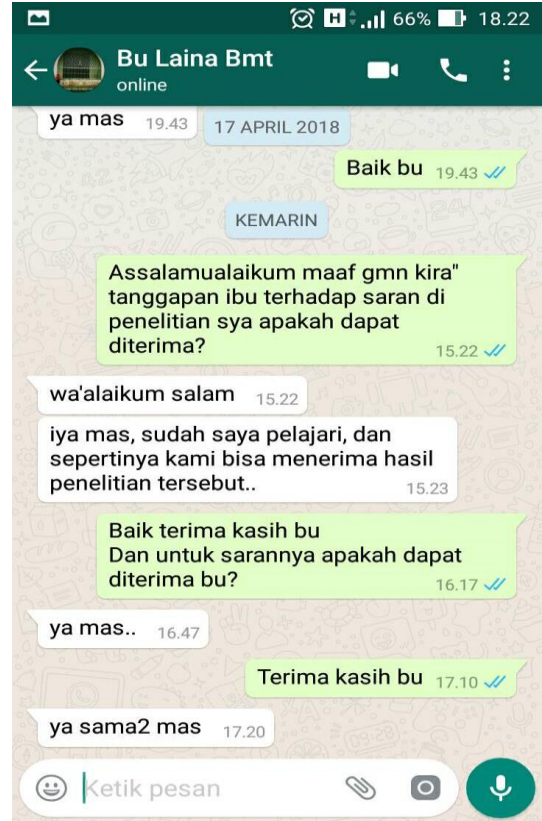 H 66% 18.22
Bu Laina Bmt
online
ya mas 19.43
17 APRIL 2018
Baik bu 19.43
KEMARIN
Assalamualaikum maaf gmn kira"
tanggapan ibu terhadap saran di
penelitian sya apakah dapat
diterima?
15.22
wa'alaikum salam 15.22
iya mas, sudah saya pelajari, dan
sepertinya kami bisa menerima hasil
penelitian tersebut..
15.23
Baik terima kasih bu
Dan untuk sarannya apakah dapat
diterima bu?
16.17
ya mas.. 16.47
Terima kasih bu 17.10
ya sama2 mas 17.20
Ketik pesan